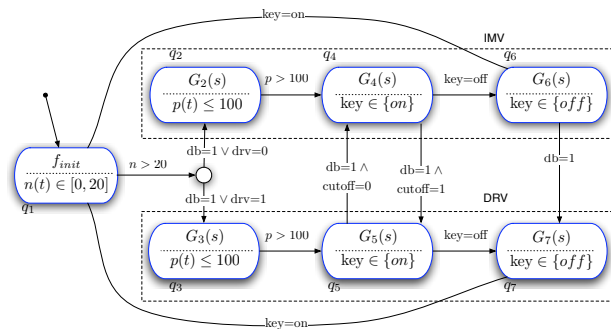 key=on
IMV
q2
q4
q6
G2(s)
p(t) ≤ 100
p > 100
G4(s)
key ∈ {on}
key=off
G6(s)
key ∈ {off}
finit
n(t) ∈ [0, 20]
q1
n > 20
db=1 ∨ drv=0
db=1 ∨ drv=1
db=1 ∧
cutoff=0
db=1 ∧
cutoff=1
db=1
DRV
G3(s)
p(t) ≤ 100
q3
p > 100
G5(s)
key ∈ {on}
q5
key=off
G7(s)
key ∈ {off}
q7
key=on